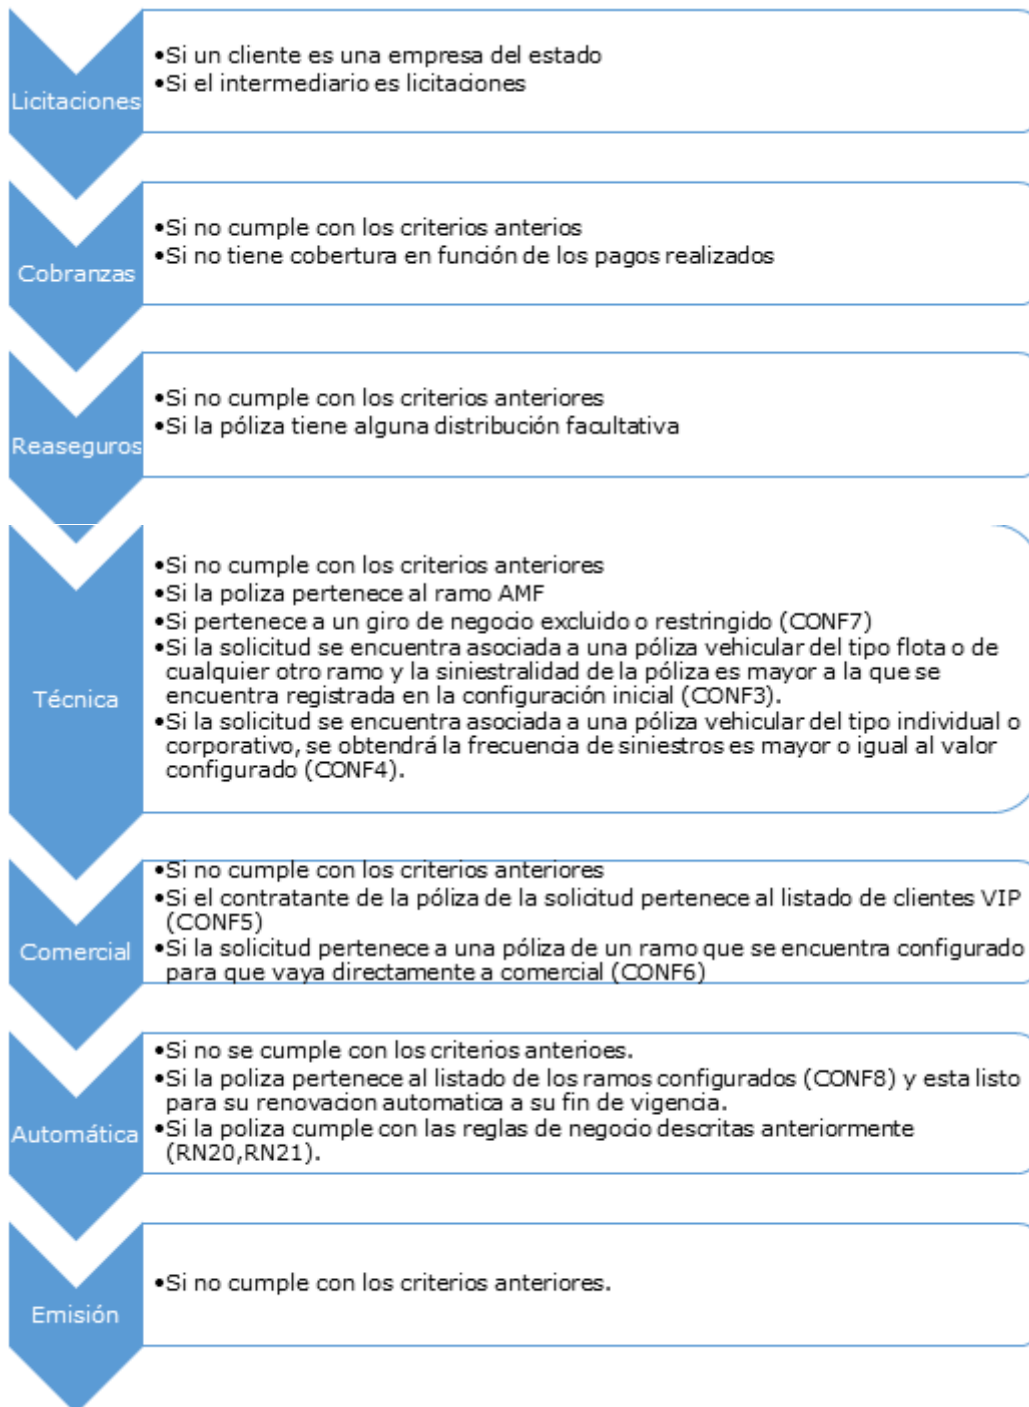 Licitaciones
•Si un cliente es una empresa del estado
•Si el intermediario es licitaciones
Cobranzas
•Si no cumple con los criterios anterios
•Si no tiene cobertura en función de los pagos realizados
Reaseguros
•Si no cumple con los criterios anteriores
•Si la póliza tiene alguna distribución facultativa
Técnica
•Si no cumple con los criterios anteriores
•Si la poliza pertenece al ramo AMF
•Si pertenece a un giro de negocio excluido o restringido (CONF7)
•Si la solicitud se encuentra asociada a una póliza vehicular del tipo flota o de
cualquier otro ramo y la siniestralidad de la póliza es mayor a la que se
encuentra registrada en la configuración inicial (CONF3).
•Si la solicitud se encuentra asociada a una póliza vehicular del tipo individual o
corporativo, se obtendrá la frecuencia de siniestros es mayor o igual al valor
configurado (CONF4).
Comercial
•Si no cumple con los criterios anteriores
•Si el contratante de la póliza de la solicitud pertenece al listado de clientes VIP
(CONF5)
•Si la solicitud pertenece a una póliza de un ramo que se encuentra configurado
para que vaya directamente a comercial (CONF6)
Automática
•Si no se cumple con los criterios anterioes.
•Si la poliza pertenece al listado de los ramos configurados (CONF8) y esta listo
para su renovacion automatica a su fin de vigencia.
•Si la poliza cumple con las reglas de negocio descritas anteriormente
(RN20,RN21).
Emisión
•Si no cumple con los criterios anteriores.